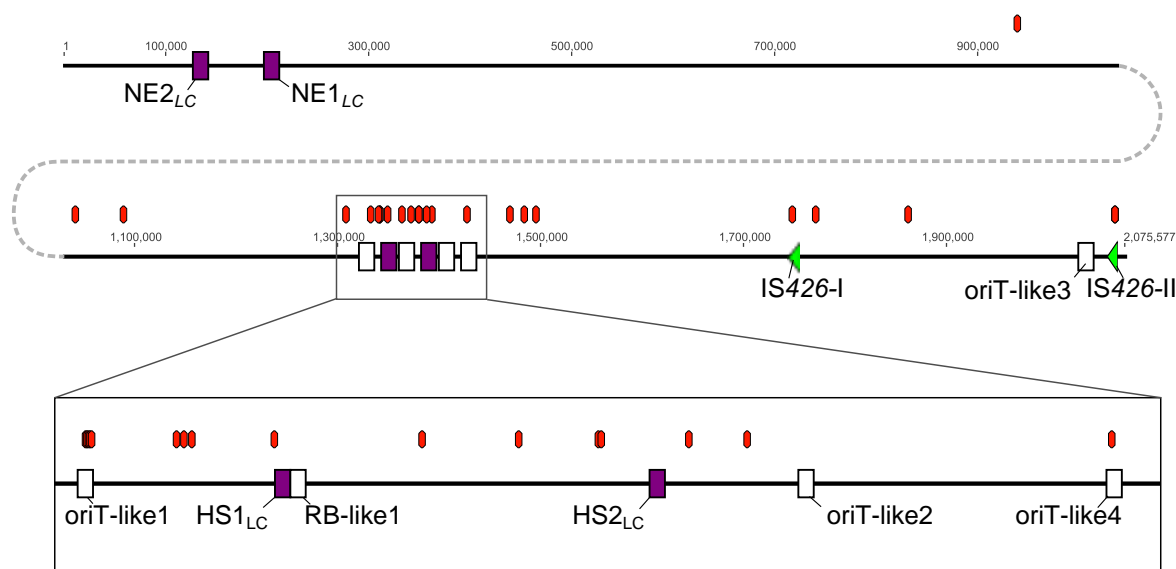 1 100,000 300,000 500,000 700,000 900,000
NE2LC NE1LC
1,100,000 1,300,000 1,500,000 1,700,000 1,900,000 2,075,577
IS426-I oriT-like3 IS426-II
oriT-like1 HS1LC RB-like1 HS2LC oriT-like2 oriT-like4